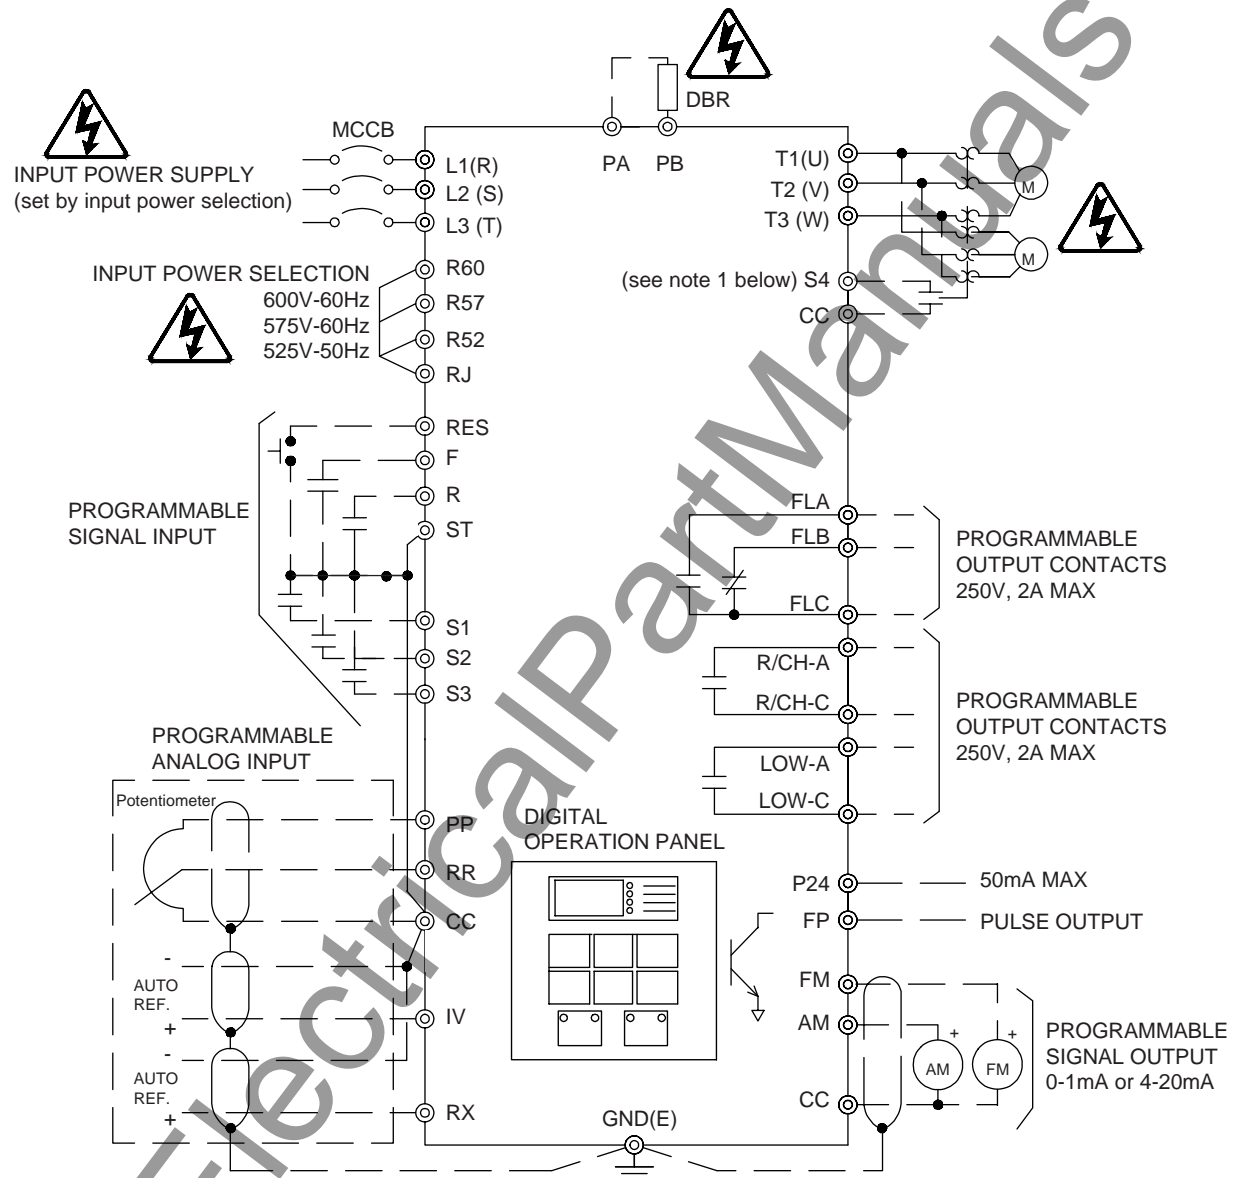 DBR
MCCB
PA PB
INPUT POWER SUPPLY
(set by input power selection)
L1(R)
L2 (S)
L3 (T)
T1(U)
T2 (V)
T3 (W)
M
M
INPUT POWER SELECTION
600V-60Hz
575V-60Hz
525V-50Hz
R60
R57
R52
RJ
(see note 1 below) S4
CC
RES
F
R
ST
PROGRAMMABLE
SIGNAL INPUT
S1
S2
S3
FLA
FLB
FLC
PROGRAMMABLE
OUTPUT CONTACTS
250V, 2A MAX
R/CH-A
R/CH-C
LOW-A
LOW-C
PROGRAMMABLE
OUTPUT CONTACTS
250V, 2A MAX
PROGRAMMABLE
ANALOG INPUT
Potentiometer
PP
RR
CC
-
AUTO
REF.
+
IV
-
AUTO
REF.
+
RX
DIGITAL
OPERATION PANEL
P24
50mA MAX
FP
PULSE OUTPUT
FM
AM
CC
+
+
AM
FM
PROGRAMMABLE
SIGNAL OUTPUT
0-1mA or 4-20mA
GND(E)
ElectricalPartManuals